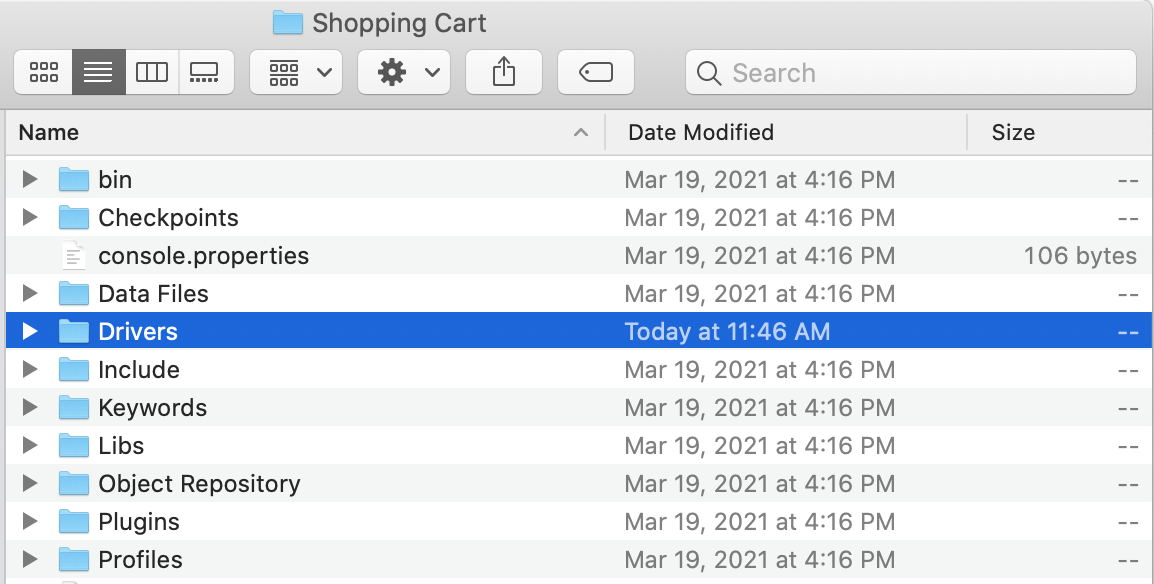 Shopping Cart
Search
Name Date Modified Size
bin Mar 19, 2021 at 4:16 PM --
Checkpoints Mar 19, 2021 at 4:16 PM --
console.properties Mar 19, 2021 at 4:16 PM 106 bytes
Data Files Mar 19, 2021 at 4:16 PM --
Drivers Today at 11:46 AM --
Include Mar 19, 2021 at 4:16 PM --
Keywords Mar 19, 2021 at 4:16 PM --
Libs Mar 19, 2021 at 4:16 PM --
Object Repository Mar 19, 2021 at 4:16 PM --
Plugins Mar 19, 2021 at 4:16 PM --
Profiles Mar 19, 2021 at 4:16 PM --